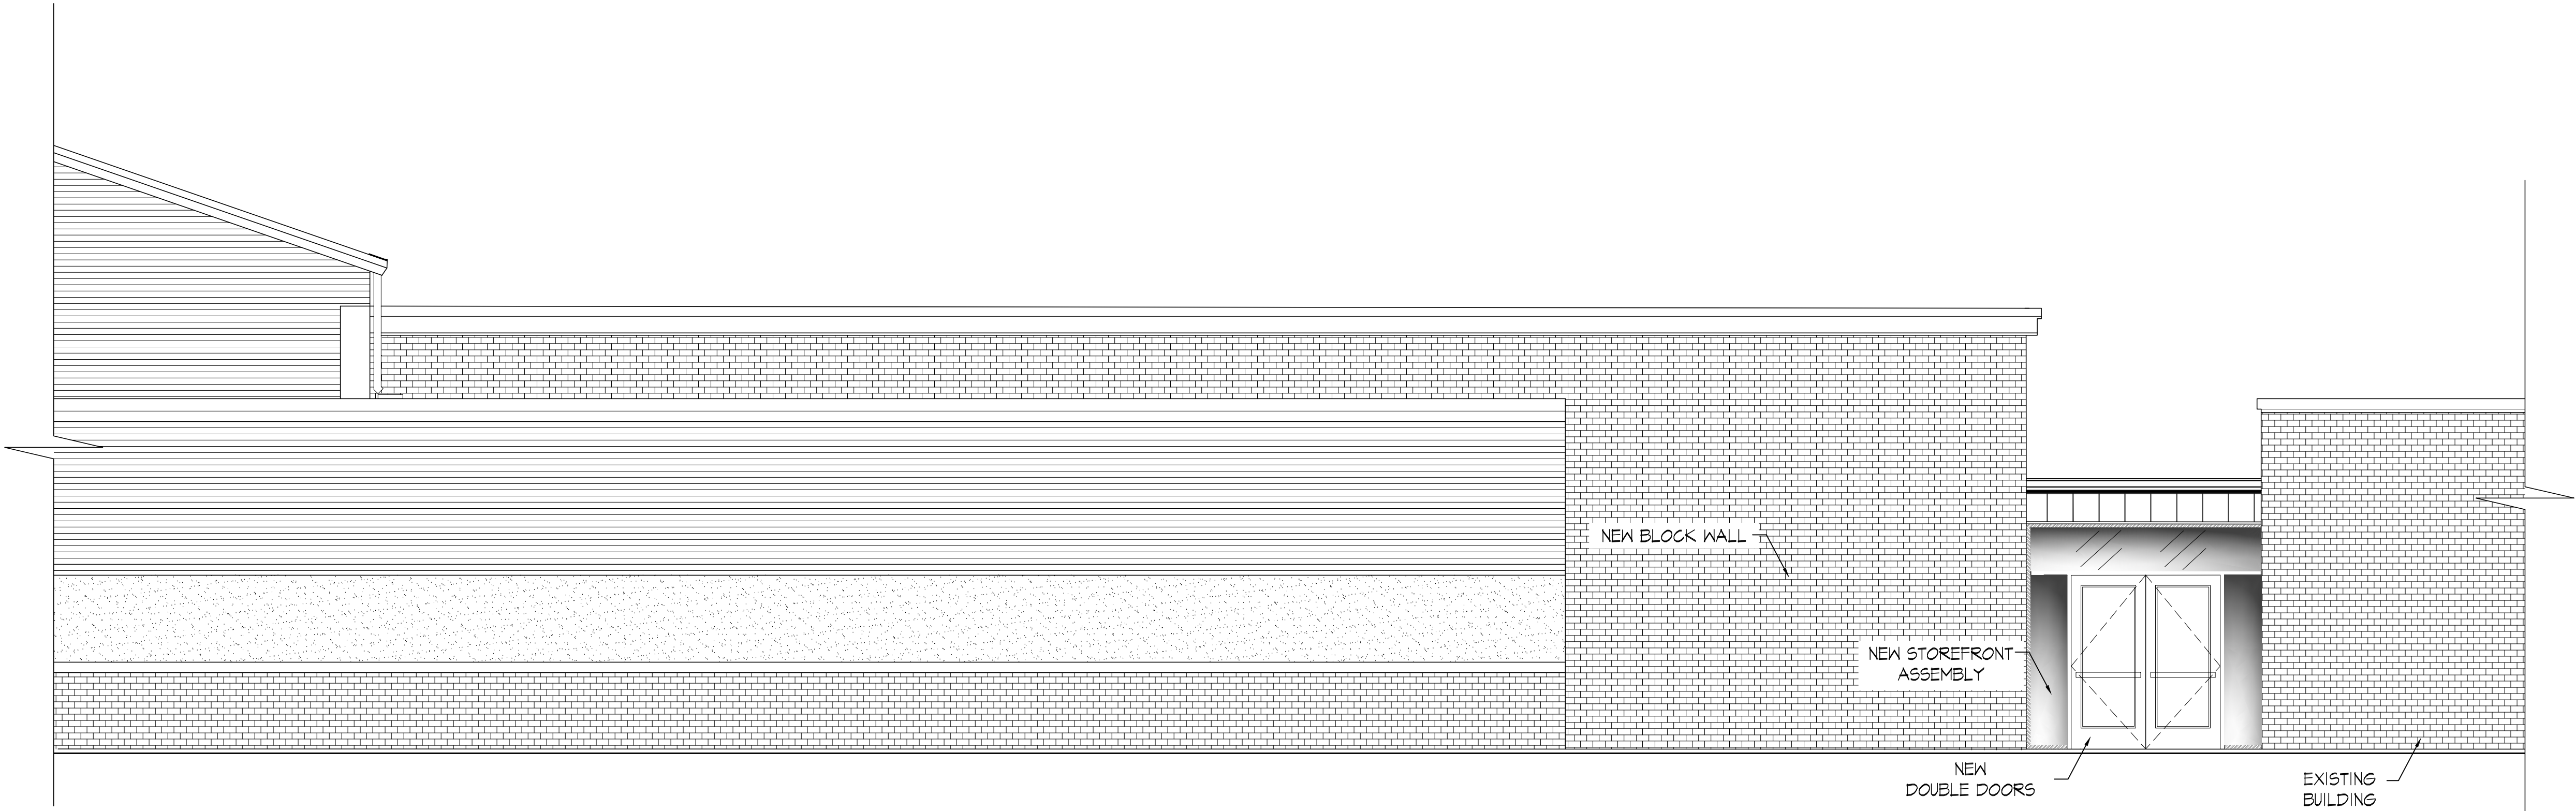 NEW BLOCK WALL
NEW STOREFRONT
ASSEMBLY
NEW
DOUBLE DOORS
EXISTING
BUILDING